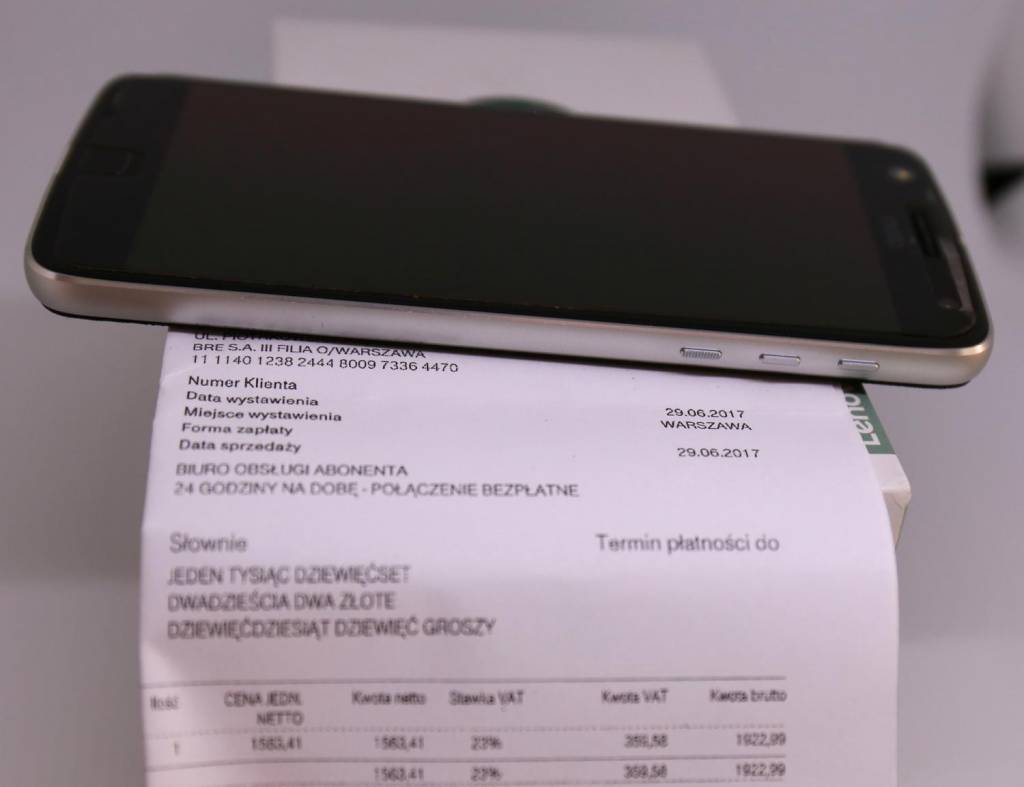 BRE S.A. III FILIA O/WARSZAWA
11 1140 1238 2444 8009 7336 4470
Numer Klienta
Data wystawienia 29.06.2017
Miejsce wystawienia WARSZAWA
Forma zapłaty
Data sprzedaży 29.06.2017
BIURO OBSŁUGI ABONENTA
24 GODZINY NA DOBĘ - POŁĄCZENIE BEZPŁATNE
Słownie Termin płatności do
JEDEN TYSIĄC DZIEWIĘĆSET
DWADZIEŚCIA DWA ZŁOTE
DZIEWIĘĆDZIESIĄT DZIEWIĘĆ GROSZY
Ilość CENA JEDN. Kwota netto Stawka VAT Kwota VAT Kwota brutto
NETTO
1 1563,41 1563,41 23% 359,58 1922,99
1563,41 23% 359,58 1922,99